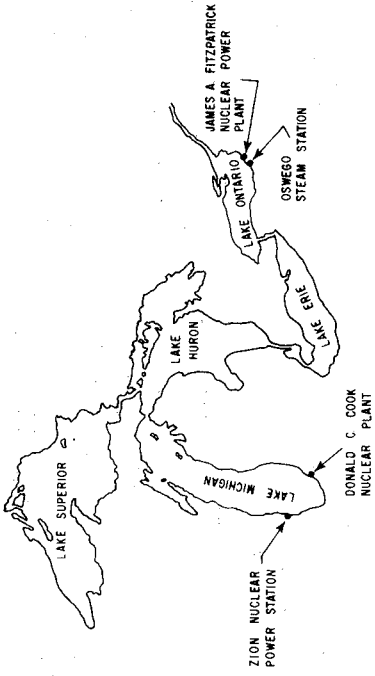 LAKE SUPERIOR
LAKE
HURON
LAKE MICHIGAN
LAKE ERIE
LAKE ONTARIO
JAMES A. FITZPATRICK
NUCLEAR POWER
PLANT
OSWEGO
STEAM STATION
ZION NUCLEAR
POWER STATION
DONALD C. COOK
NUCLEAR PLANT